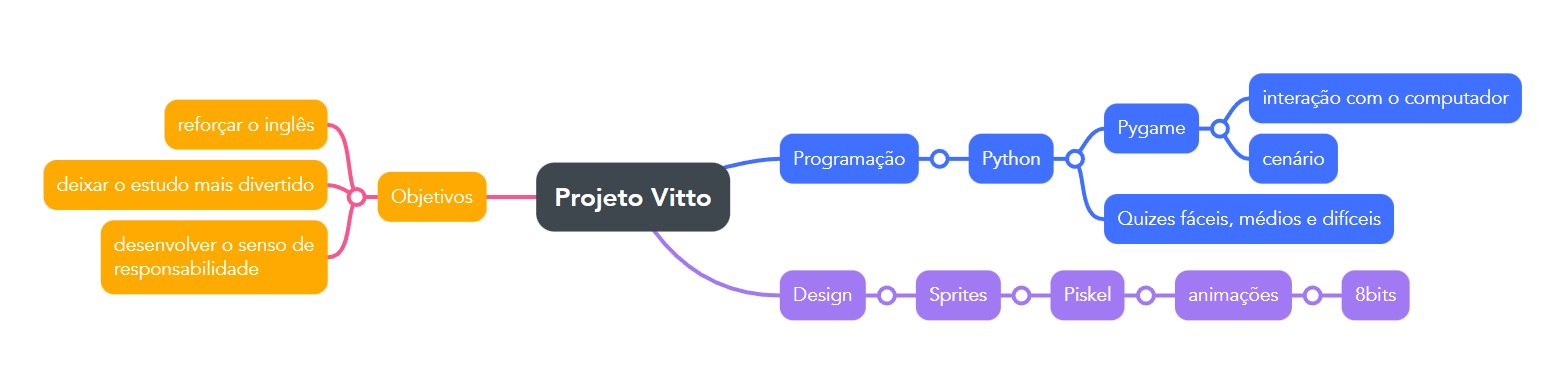 reforçar o inglês
deixar o estudo mais divertido
desenvolver o senso de
responsabilidade
Objetivos
Projeto Vitto
Programação
Python
Pygame
interação com o computador
cenário
Quizes fáceis, médios e difíceis
Design
Sprites
Piskel
animações
8bits